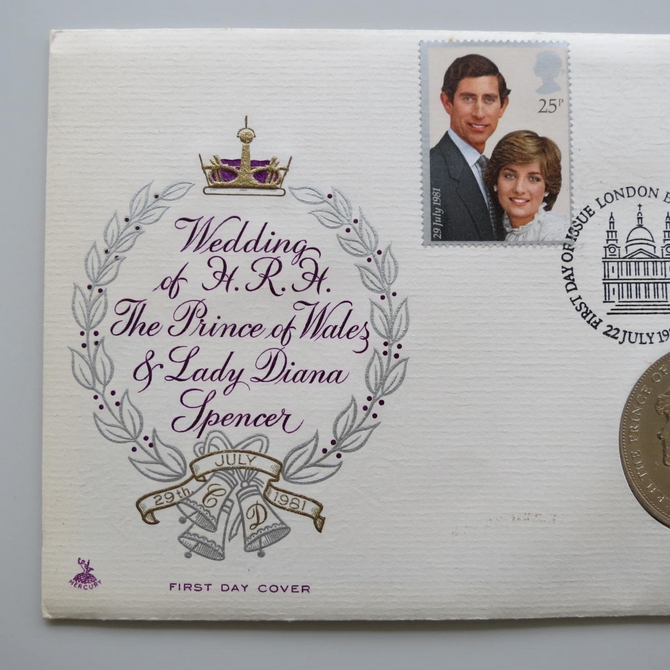 Wedding
of H. R. H.
The Prince of Wales
& Lady Diana
Spencer
JULY
29th
1981
C
D
MERCURY
FIRST DAY COVER
25P
29 July 1981
FIRST DAY OF ISSUE LONDON E
22 JULY 19
THE PRINCE OF